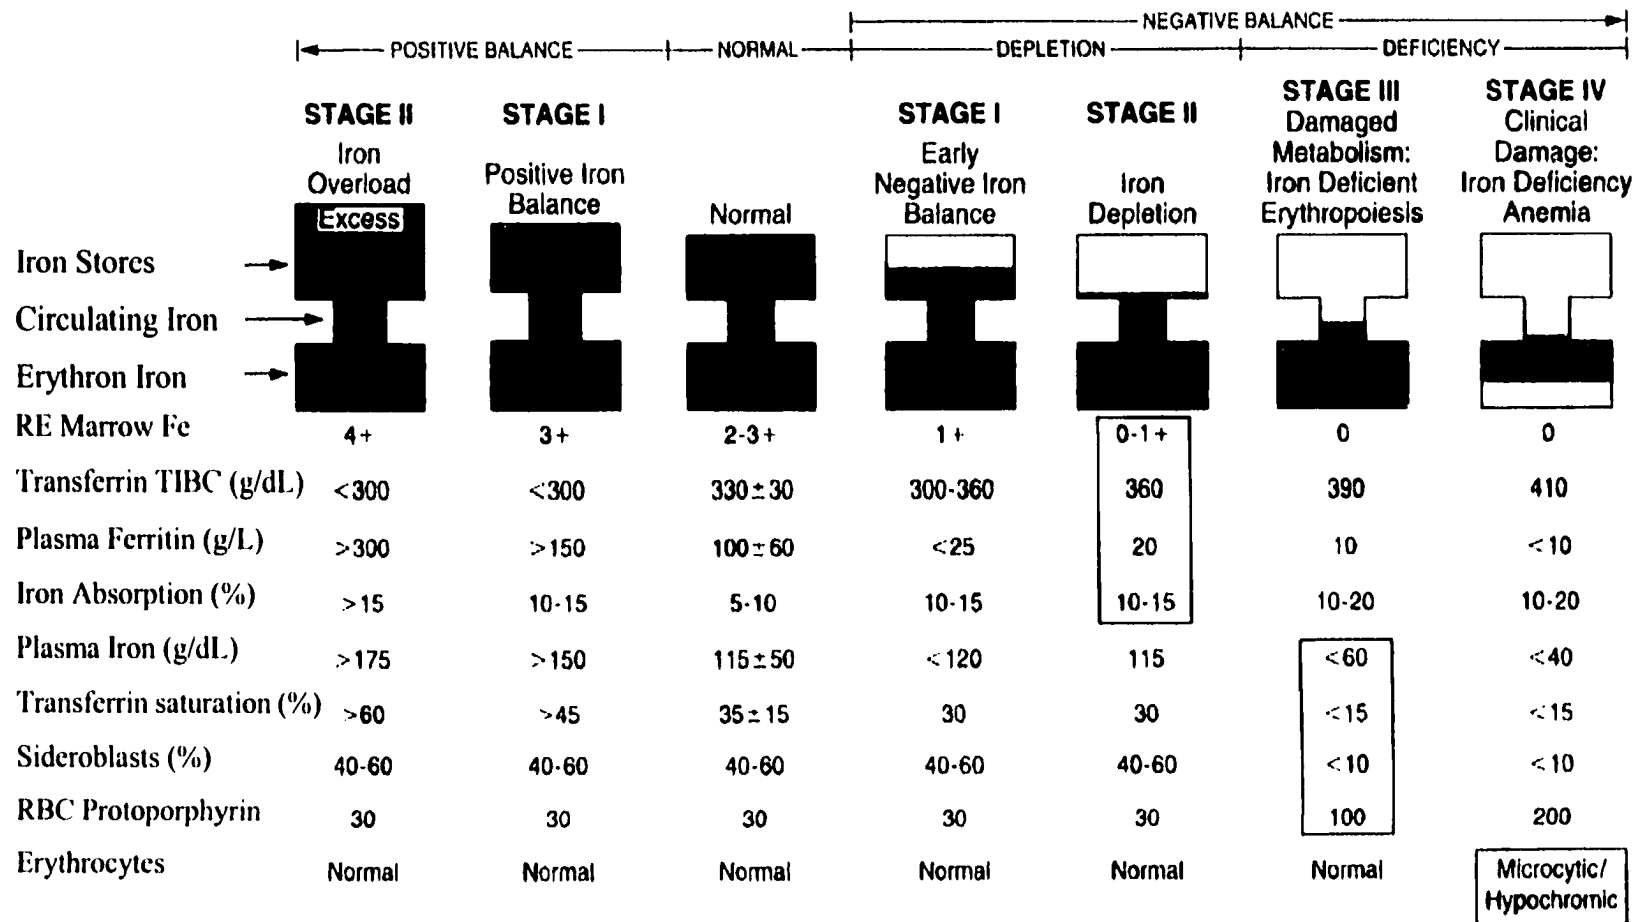 NEGATIVE BALANCE
POSITIVE BALANCE NORMAL DEPLETION DEFICIENCY
STAGE II STAGE I STAGE I STAGE II STAGE III STAGE IV
Iron Overload
Excess
Positive Iron Balance
Normal
Early Negative Iron Balance
Iron Depletion
Damaged Metabolism: Iron Deficient Erythropoiesis
Clinical Damage: Iron Deficiency Anemia
Iron Stores
Circulating Iron
Erythron Iron
RE Marrow Fe 4+ 3+ 2-3+ 1+ 0-1+ 0 0
Transferrin TIBC (g/dL) <300 <300 330±30 300-360 360 390 410
Plasma Ferritin (g/L) >300 >150 100±60 <25 20 10 <10
Iron Absorption (%) >15 10-15 5-10 10-15 10-15 10-20 10-20
Plasma Iron (g/dL) >175 >150 115±50 <120 115 <60 <40
Transferrin saturation (%) >60 >45 35±15 30 30 <15 <15
Sideroblasts (%) 40-60 40-60 40-60 40-60 40-60 <10 <10
RBC Protoporphyrin 30 30 30 30 30 100 200
Erythrocytes Normal Normal Normal Normal Normal Normal Microcytic/
Hypochromic